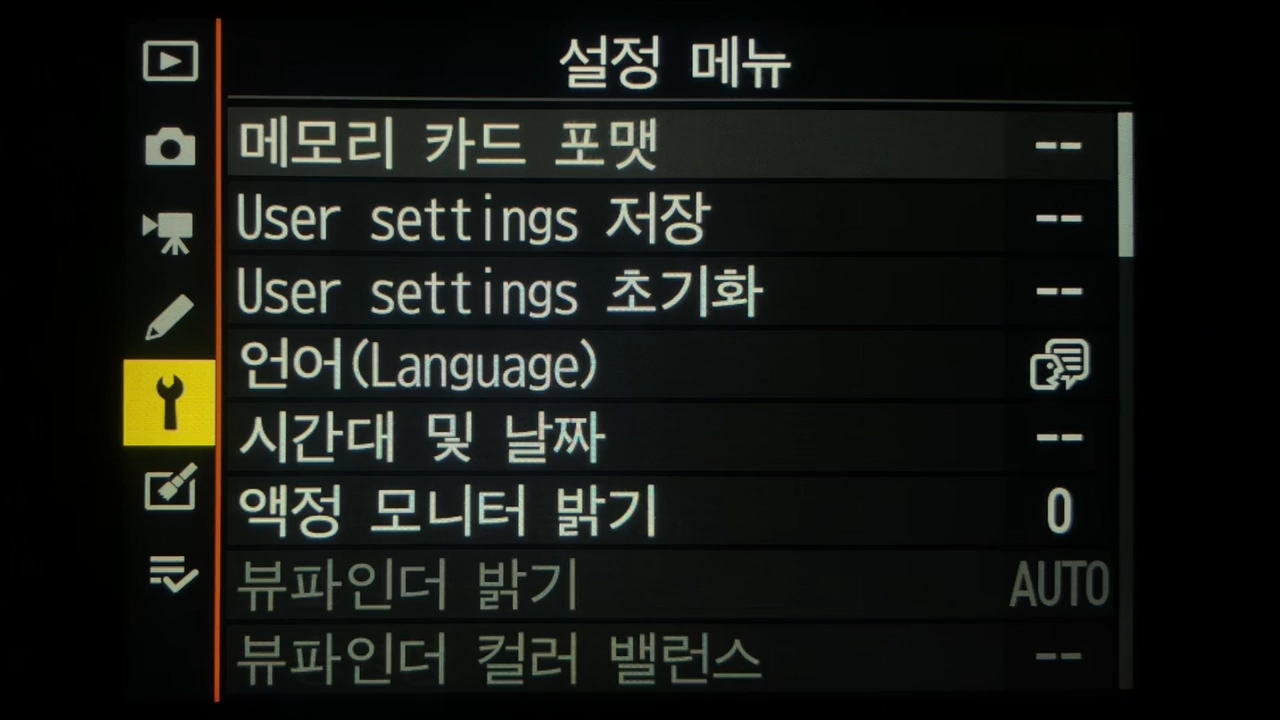 설정 메뉴
메모리 카드 포맷 --
User settings 저장 --
User settings 초기화 --
언어(Language)
시간대 및 날짜 --
액정 모니터 밝기 0
뷰파인더 밝기 AUTO
뷰파인더 컬러 밸런스 --